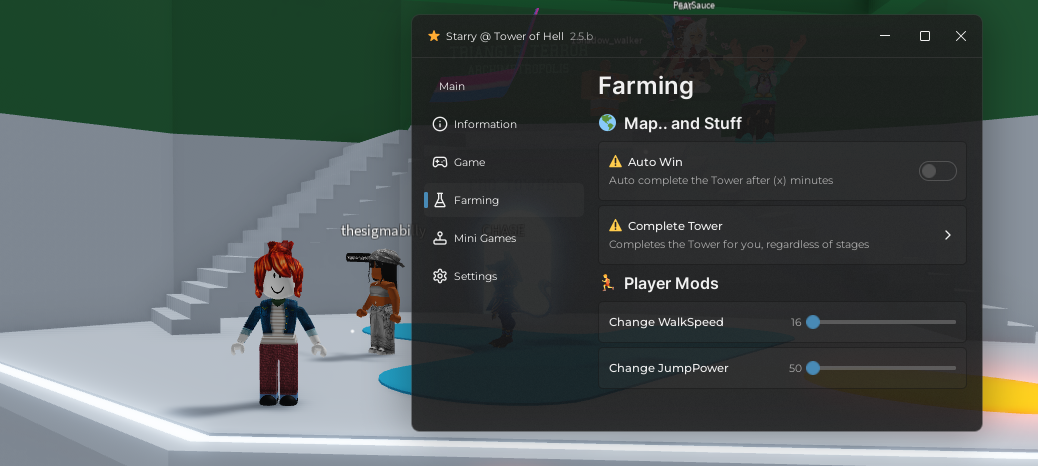 PearSauce
Starry @ Tower of Hell 2.5.b
Main
Information
Game
Farming
Mini Games
Settings
Farming
Map.. and Stuff
Auto Win
Auto complete the Tower after (x) minutes
Complete Tower
Completes the Tower for you, regardless of stages
Player Mods
Change WalkSpeed 16
Change JumpPower 50
thesigmabi